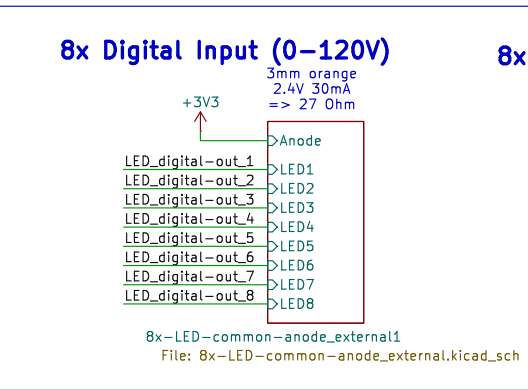 8x Digital Input (0-120V)
8x
3mm orange
2.4V 30mA
=> 27 Ohm
+3V3
Anode
LED_digital-out_1
LED1
LED_digital-out_2
LED2
LED_digital-out_3
LED3
LED_digital-out_4
LED4
LED_digital-out_5
LED5
LED_digital-out_6
LED6
LED_digital-out_7
LED7
LED_digital-out_8
LED8
8x-LED-common-anode_external1
File: 8x-LED-common-anode_external.kicad_sch